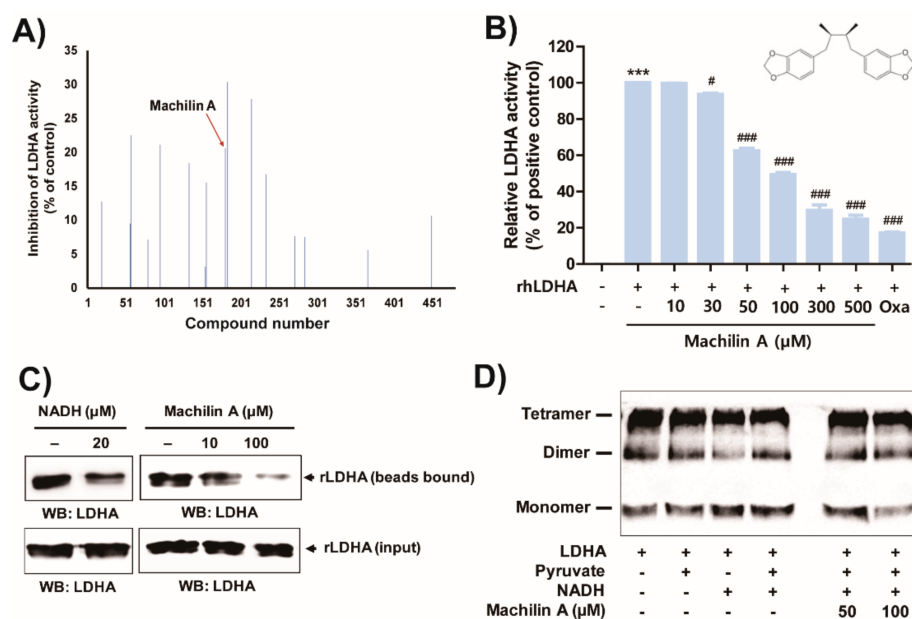 A)
Inhibition of LDHA activity
(% of control)
35
30
25
20
15
10
5
0
Machilin A
1 51 101 151 201 251 301 351 401 451
Compound number
B)
Relative LDHA activity
(% of positive control)
120
100
80
60
40
20
0
*** # ### ### ### ### ###
O O O O
rhLDHA - + + + + + + + +
- - 10 30 50 100 300 500 Oxa
Machilin A (µM)
C)
NADH (µM) Machilin A (µM)
– 20 – 10 100
rLDHA (beads bound)
WB: LDHA WB: LDHA
rLDHA (input)
WB: LDHA WB: LDHA
D)
Tetramer
Dimer
Monomer
LDHA + + + + + +
Pyruvate - + - + + +
NADH - - + + + +
Machilin A (µM) - - - - 50 100